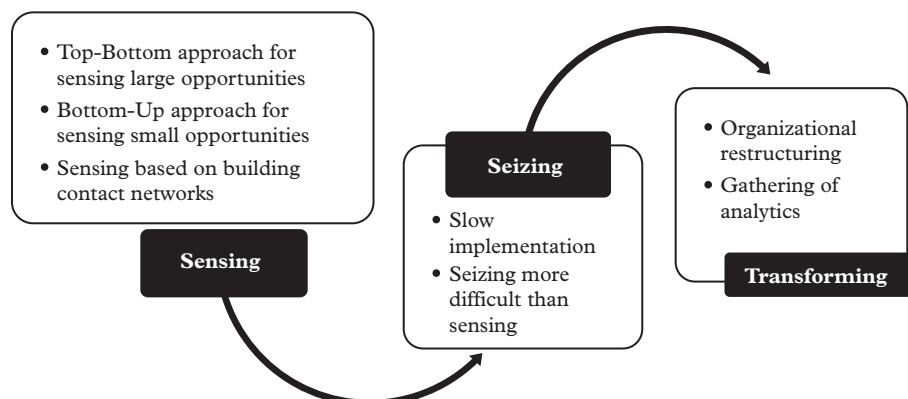 • Top-Bottom approach for
sensing large opportunities
• Bottom-Up approach for
sensing small opportunities
• Sensing based on building
contact networks
Sensing
Seizing
• Slow
implementation
• Seizing more
difficult than
sensing
• Organizational
restructuring
• Gathering of
analytics
Transforming